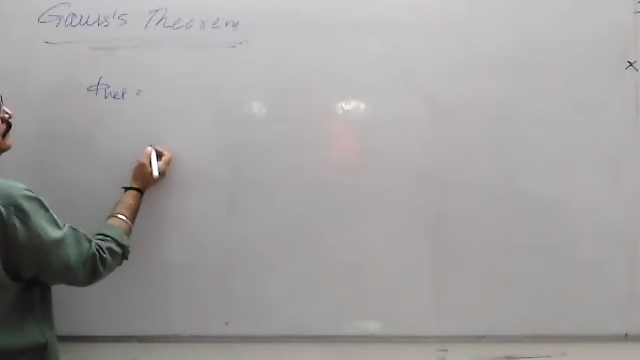 Gauss's Theorem
Φnet =